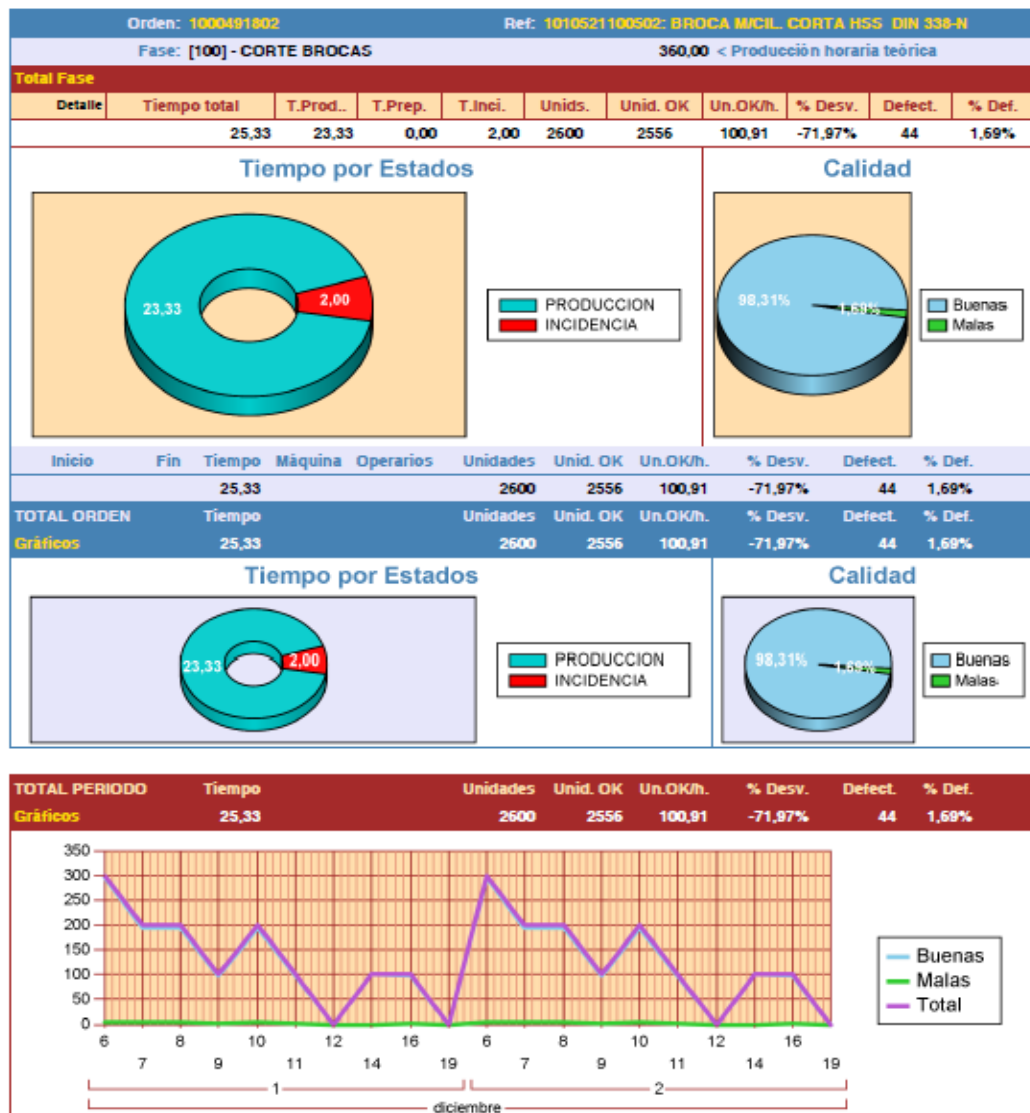 Orden: 1000491802 Ref: 1010521100502: BROCA M/CIL. CORTA HSS DIN 338-N
Fase: [100] - CORTE BROCAS 360,00 < Producción horaria teórica
Total Fase
Detalle Tiempo total T.Prod.. T.Prep. T.Inci. Unids. Unid. OK Un.OK/h. % Desv. Defect. % Def.
25,33 23,33 0,00 2,00 2600 2556 100,91 -71,97% 44 1,69%
Tiempo por Estados Calidad
23,33 2,00 98,31% 1,69%
PRODUCCION Buenas
INCIDENCIA Malas
Inicio Fin Tiempo Máquina Operarios Unidades Unid. OK Un.OK/h. % Desv. Defect. % Def.
25,33 2600 2556 100,91 -71,97% 44 1,69%
TOTAL ORDEN Tiempo Unidades Unid. OK Un.OK/h. % Desv. Defect. % Def.
Gráficos 25,33 2600 2556 100,91 -71,97% 44 1,69%
Tiempo por Estados Calidad
23,33 2,00 98,31% 1,69%
PRODUCCION Buenas
INCIDENCIA Malas
TOTAL PERIODO Tiempo Unidades Unid. OK Un.OK/h. % Desv. Defect. % Def.
Gráficos 25,33 2600 2556 100,91 -71,97% 44 1,69%
350
300
250
200
150
100
50
0
Buenas
Malas
Total
6 8 10 12 16 6 8 10 12 16
7 9 11 14 19 7 9 11 14 19
1 2
diciembre